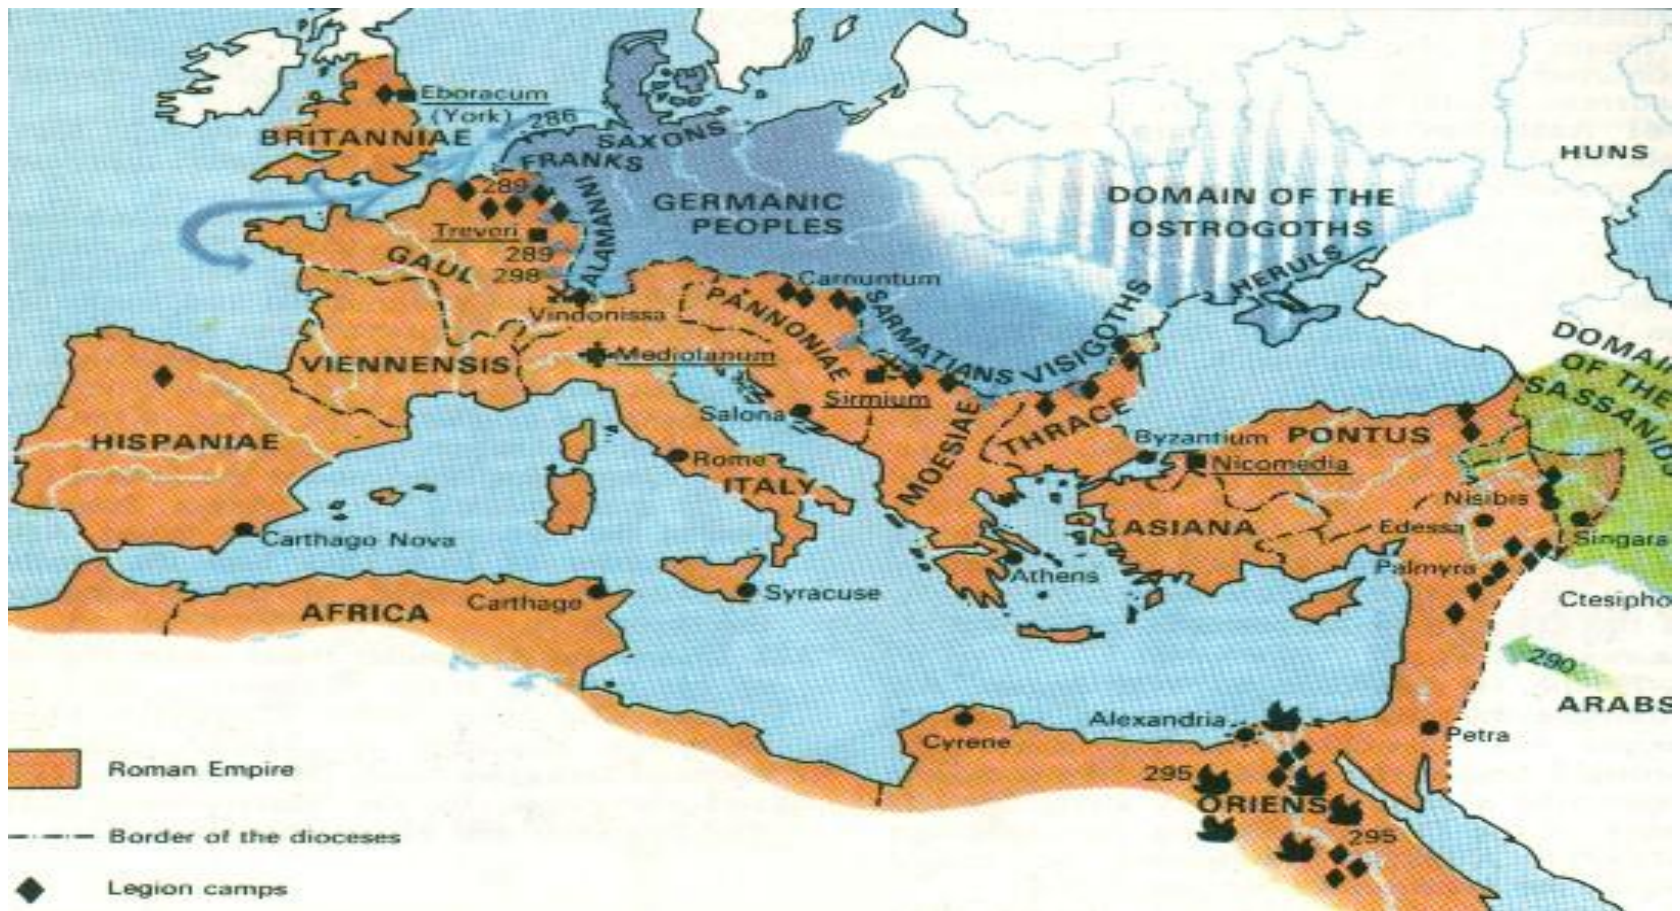 Eboracum
(York)
286
BRITANNIAE
SAXONS
FRANKS
289
ALAMANNI
Treveri
289
GAUL
298
GERMANIC
PEOPLES
DOMAIN OF THE
OSTROGOTHS
HUNS
HERULS
Carnuntum
Vindonissa
PANNONIAE
SARMATIANS
VISIGOTHS
DOMAIN
OF THE
SASSANIDS
VIENNENSIS
Mediolanum
Sirmium
Salona
MOESIAE
THRACE
Byzantium
PONTUS
Nicomedia
HISPANIAE
Rome
ITALY
Nisibis
Carthago Nova
ASIANA
Edessa
Singara
Athens
Palmyra
Syracuse
AFRICA
Carthage
Ctesipho
290
ARABS
Alexandria
Cyrene
Petra
295
ORIENS
295
Roman Empire
Border of the dioceses
Legion camps